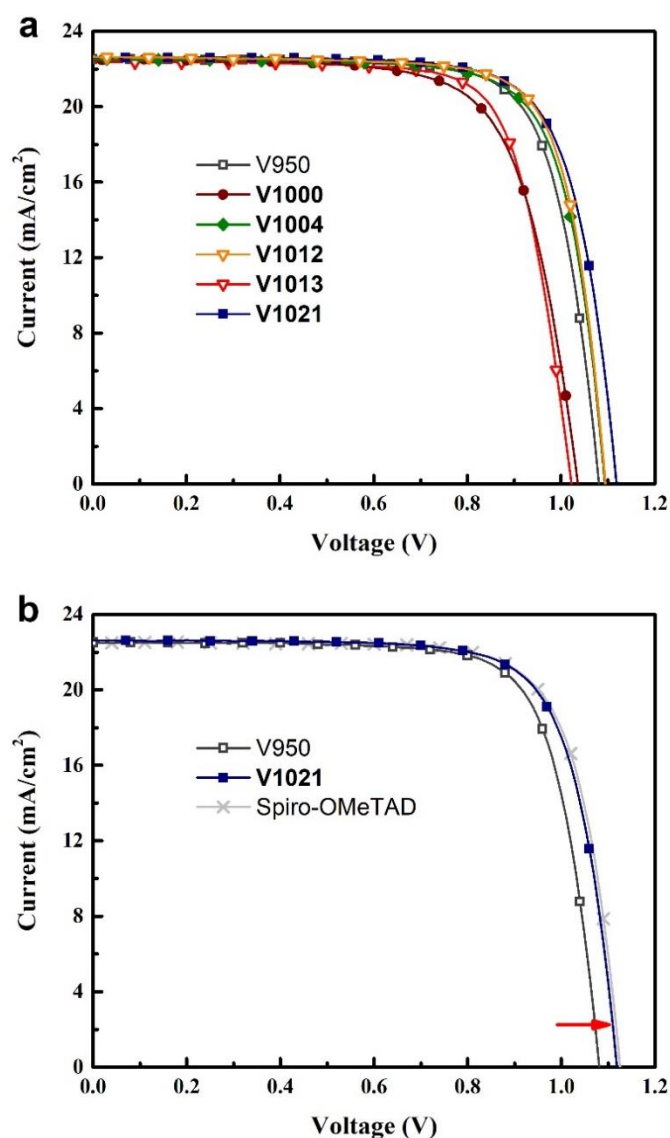 a
24
20
16
12
8
4
0
Current (mA/cm²)
V950
V1000
V1004
V1012
V1013
V1021
0.0 0.2 0.4 0.6 0.8 1.0 1.2
Voltage (V)
b
24
20
16
12
8
4
0
Current (mA/cm²)
V950
V1021
Spiro-OMeTAD
0.0 0.2 0.4 0.6 0.8 1.0 1.2
Voltage (V)